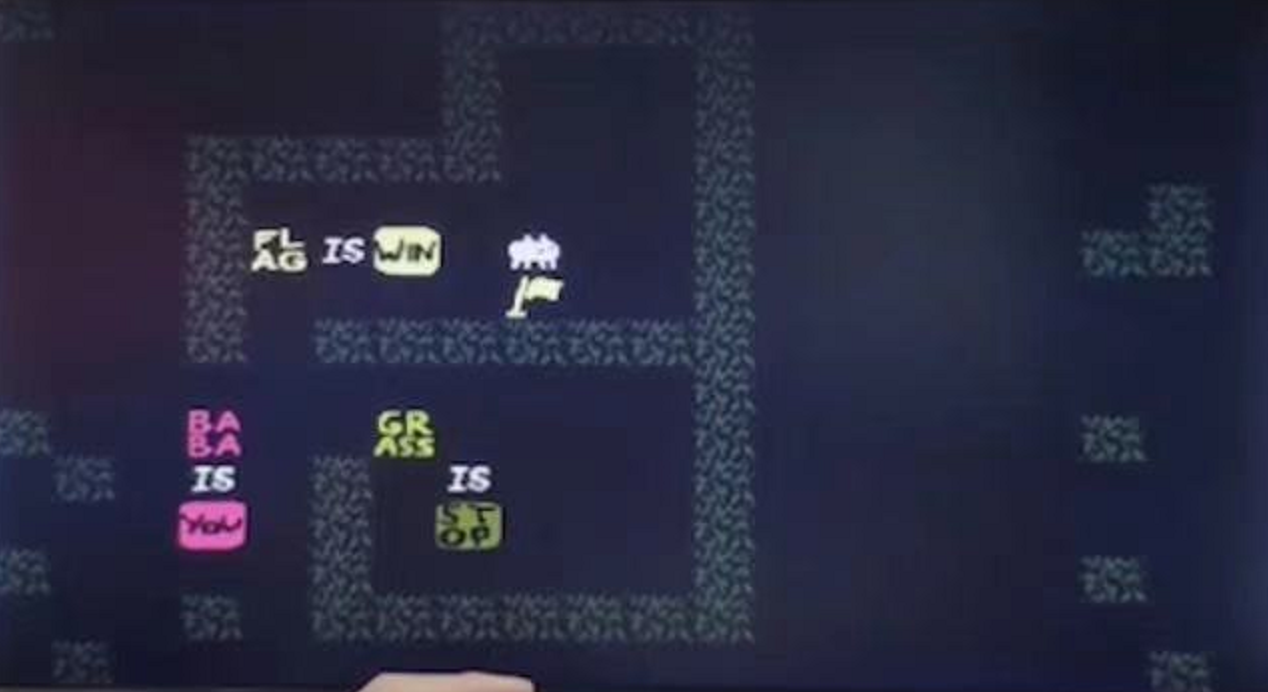 FLAG IS WIN
BABA
IS
YOU
GRASS
IS
STOP